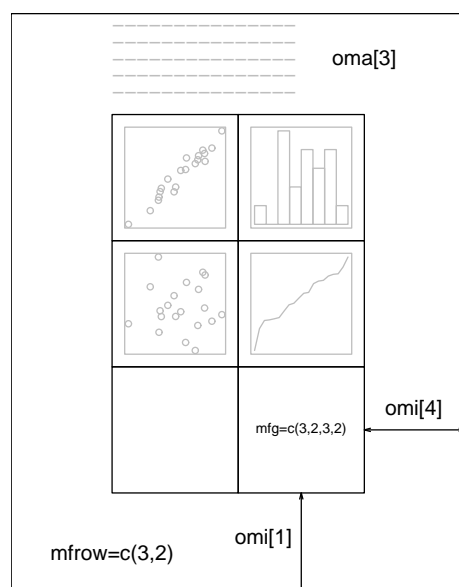 oma[3]
mfg=c(3,2,3,2)
omi[4]
omi[1]
mfrow=c(3,2)